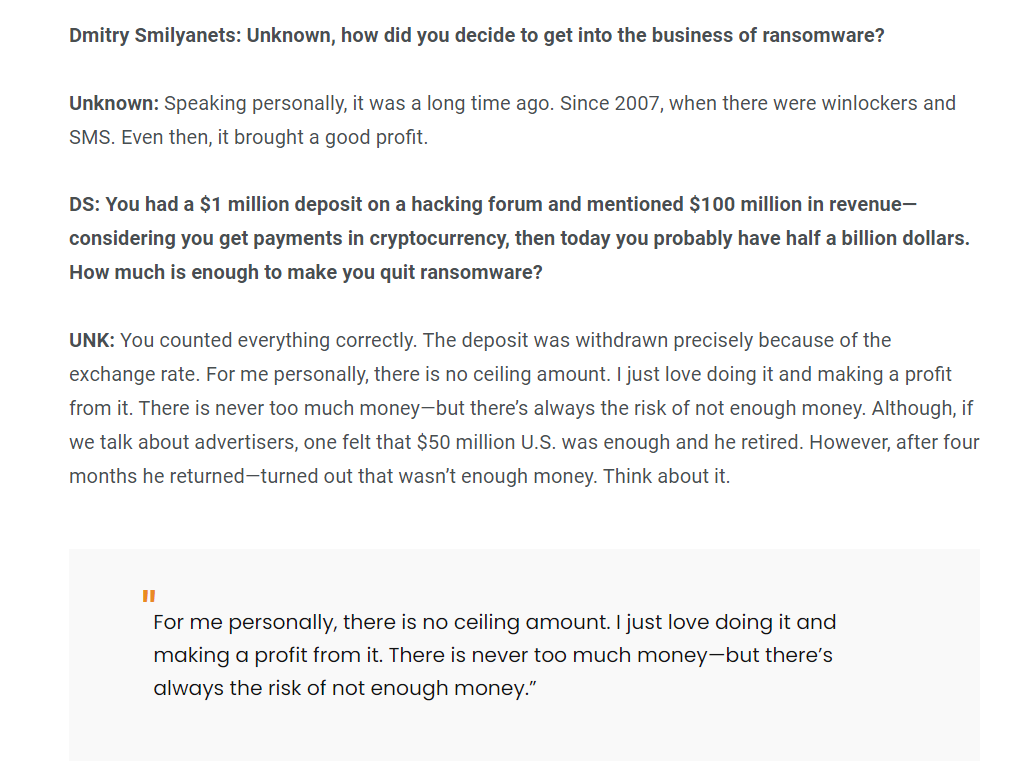 Dmitry Smilyanets: Unknown, how did you decide to get into the business of ransomware?
Unknown: Speaking personally, it was a long time ago. Since 2007, when there were winlockers and
SMS. Even then, it brought a good profit.
DS: You had a $1 million deposit on a hacking forum and mentioned $100 million in revenue—
considering you get payments in cryptocurrency, then today you probably have half a billion dollars.
How much is enough to make you quit ransomware?
UNK: You counted everything correctly. The deposit was withdrawn precisely because of the
exchange rate. For me personally, there is no ceiling amount. I just love doing it and making a profit
from it. There is never too much money—but there’s always the risk of not enough money. Although, if
we talk about advertisers, one felt that $50 million U.S. was enough and he retired. However, after four
months he returned—turned out that wasn’t enough money. Think about it.
"
For me personally, there is no ceiling amount. I just love doing it and
making a profit from it. There is never too much money—but there’s
always the risk of not enough money.”